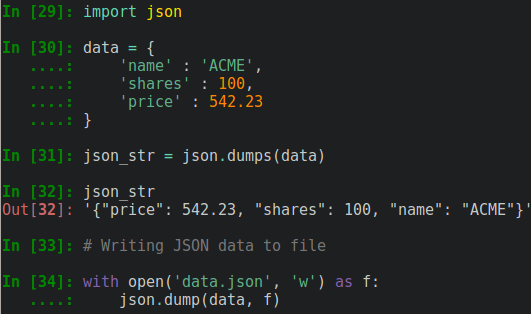 In [29]: import json
In [30]: data = {
   ....:     'name' : 'ACME',
   ....:     'shares' : 100,
   ....:     'price' : 542.23
   ....: }
In [31]: json_str = json.dumps(data)
In [32]: json_str
Out[32]: '{"price": 542.23, "shares": 100, "name": "ACME"}'
In [33]: # Writing JSON data to file
In [34]: with open('data.json', 'w') as f:
   ....:     json.dump(data, f)